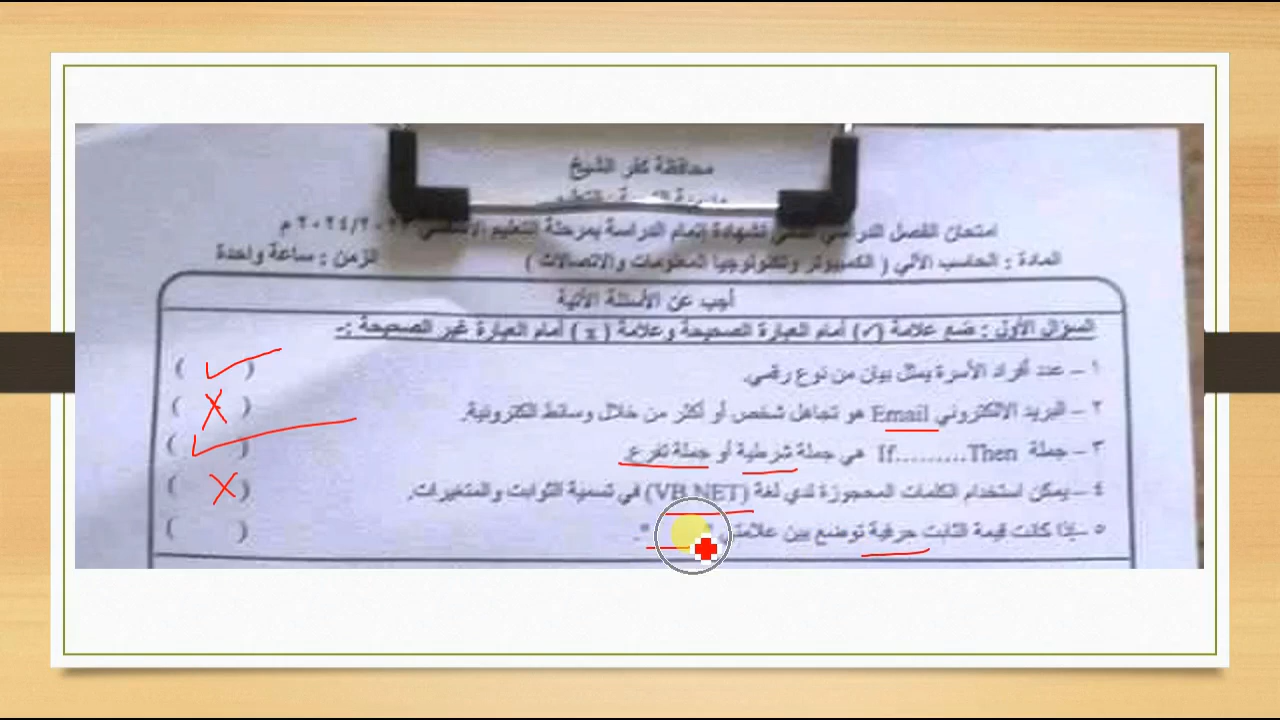 محافظة كفر الشيخ
امتحان الفصل الدراسي لشهادة إتمام الدراسة بمرحلة التعليم ٢٠٢٤/٢٠٢٣ م
المادة : الحاسب الآلي ( الكمبيوتر وتكنولوجيا المعلومات والاتصالات ) الزمن : ساعة واحدة
أجب عن الأسئلة الآتية
السؤال الأول : ضع علامة (✓) أمام العبارة الصحيحة وعلامة ( x ) أمام العبارة غير الصحيحة :-
١ – عدد أفراد الأسرة يمثل بيان من نوع رقمي. ( ✓ )
٢ – البريد الالكتروني Email هو تجاهل شخص أو أكثر من خلال وسائط الكترونية. ( X )
٣ – جملة If.........Then هي جملة شرطية أو جملة تفرع. ( ✓ )
٤ – يمكن استخدام الكلمات المحجوزة لدي لغة (VB.NET) في تسمية الثوابت والمتغيرات. ( X )
٥ –إذا كانت قيمة الثابت حرفية توضع بين علامتي " ". ( )